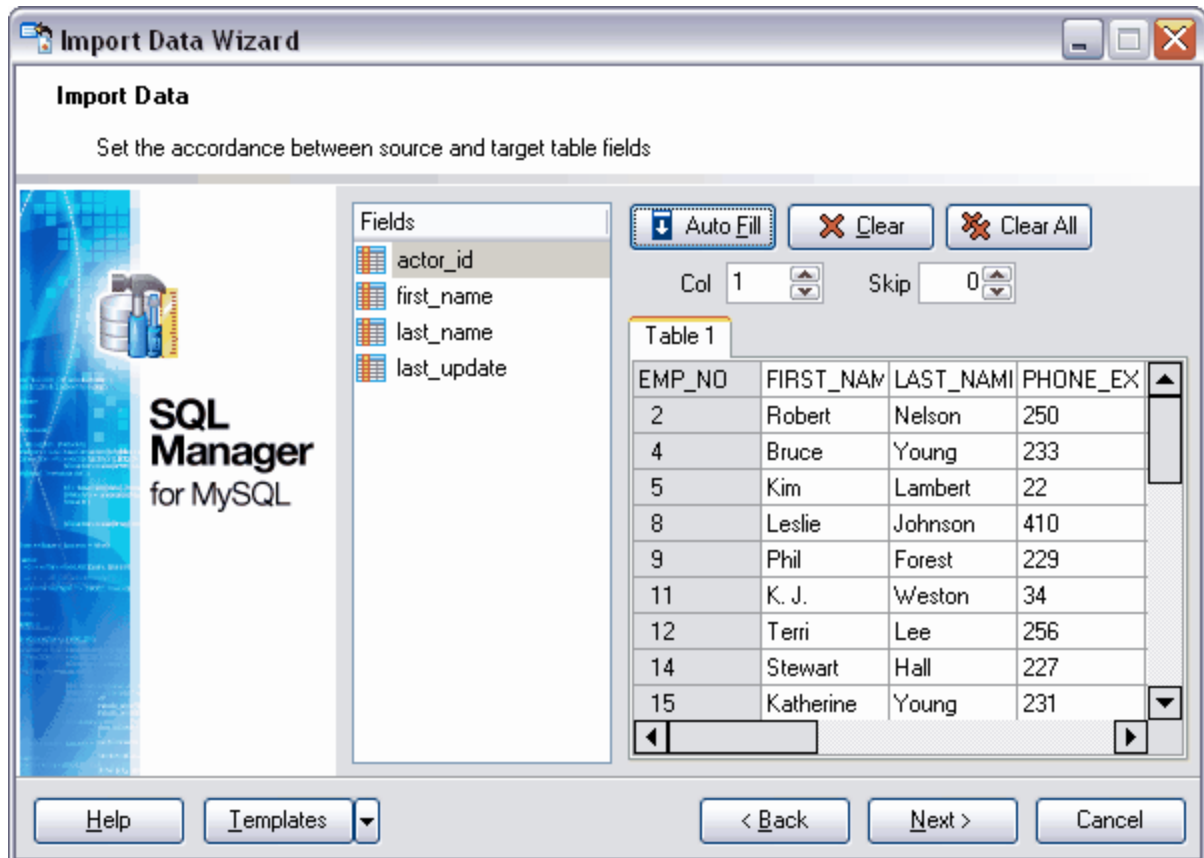 Import Data Wizard
Import Data
Set the accordance between source and target table fields
SQL
Manager
for MySQL
Fields
actor_id
first_name
last_name
last_update
Auto Fill
Clear
Clear All
Col 1
Skip 0
Table 1
EMP_NO FIRST_NAM LAST_NAMI PHONE_EX
2 Robert Nelson 250
4 Bruce Young 233
5 Kim Lambert 22
8 Leslie Johnson 410
9 Phil Forest 229
11 K. J. Weston 34
12 Terri Lee 256
14 Stewart Hall 227
15 Katherine Young 231
Help
Templates
< Back
Next >
Cancel